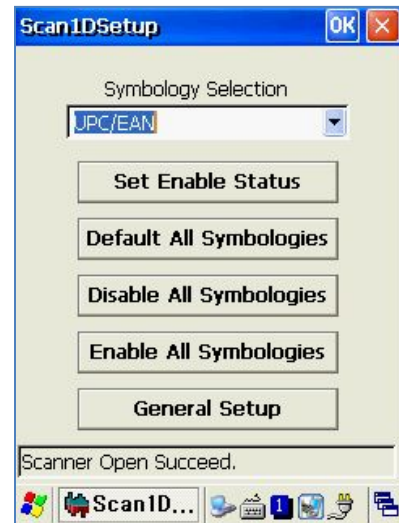 Scan1DSetup OK
Symbology Selection
UPC/EAN
Set Enable Status
Default All Symbologies
Disable All Symbologies
Enable All Symbologies
General Setup
Scanner Open Succeed.
Scan1D... 1